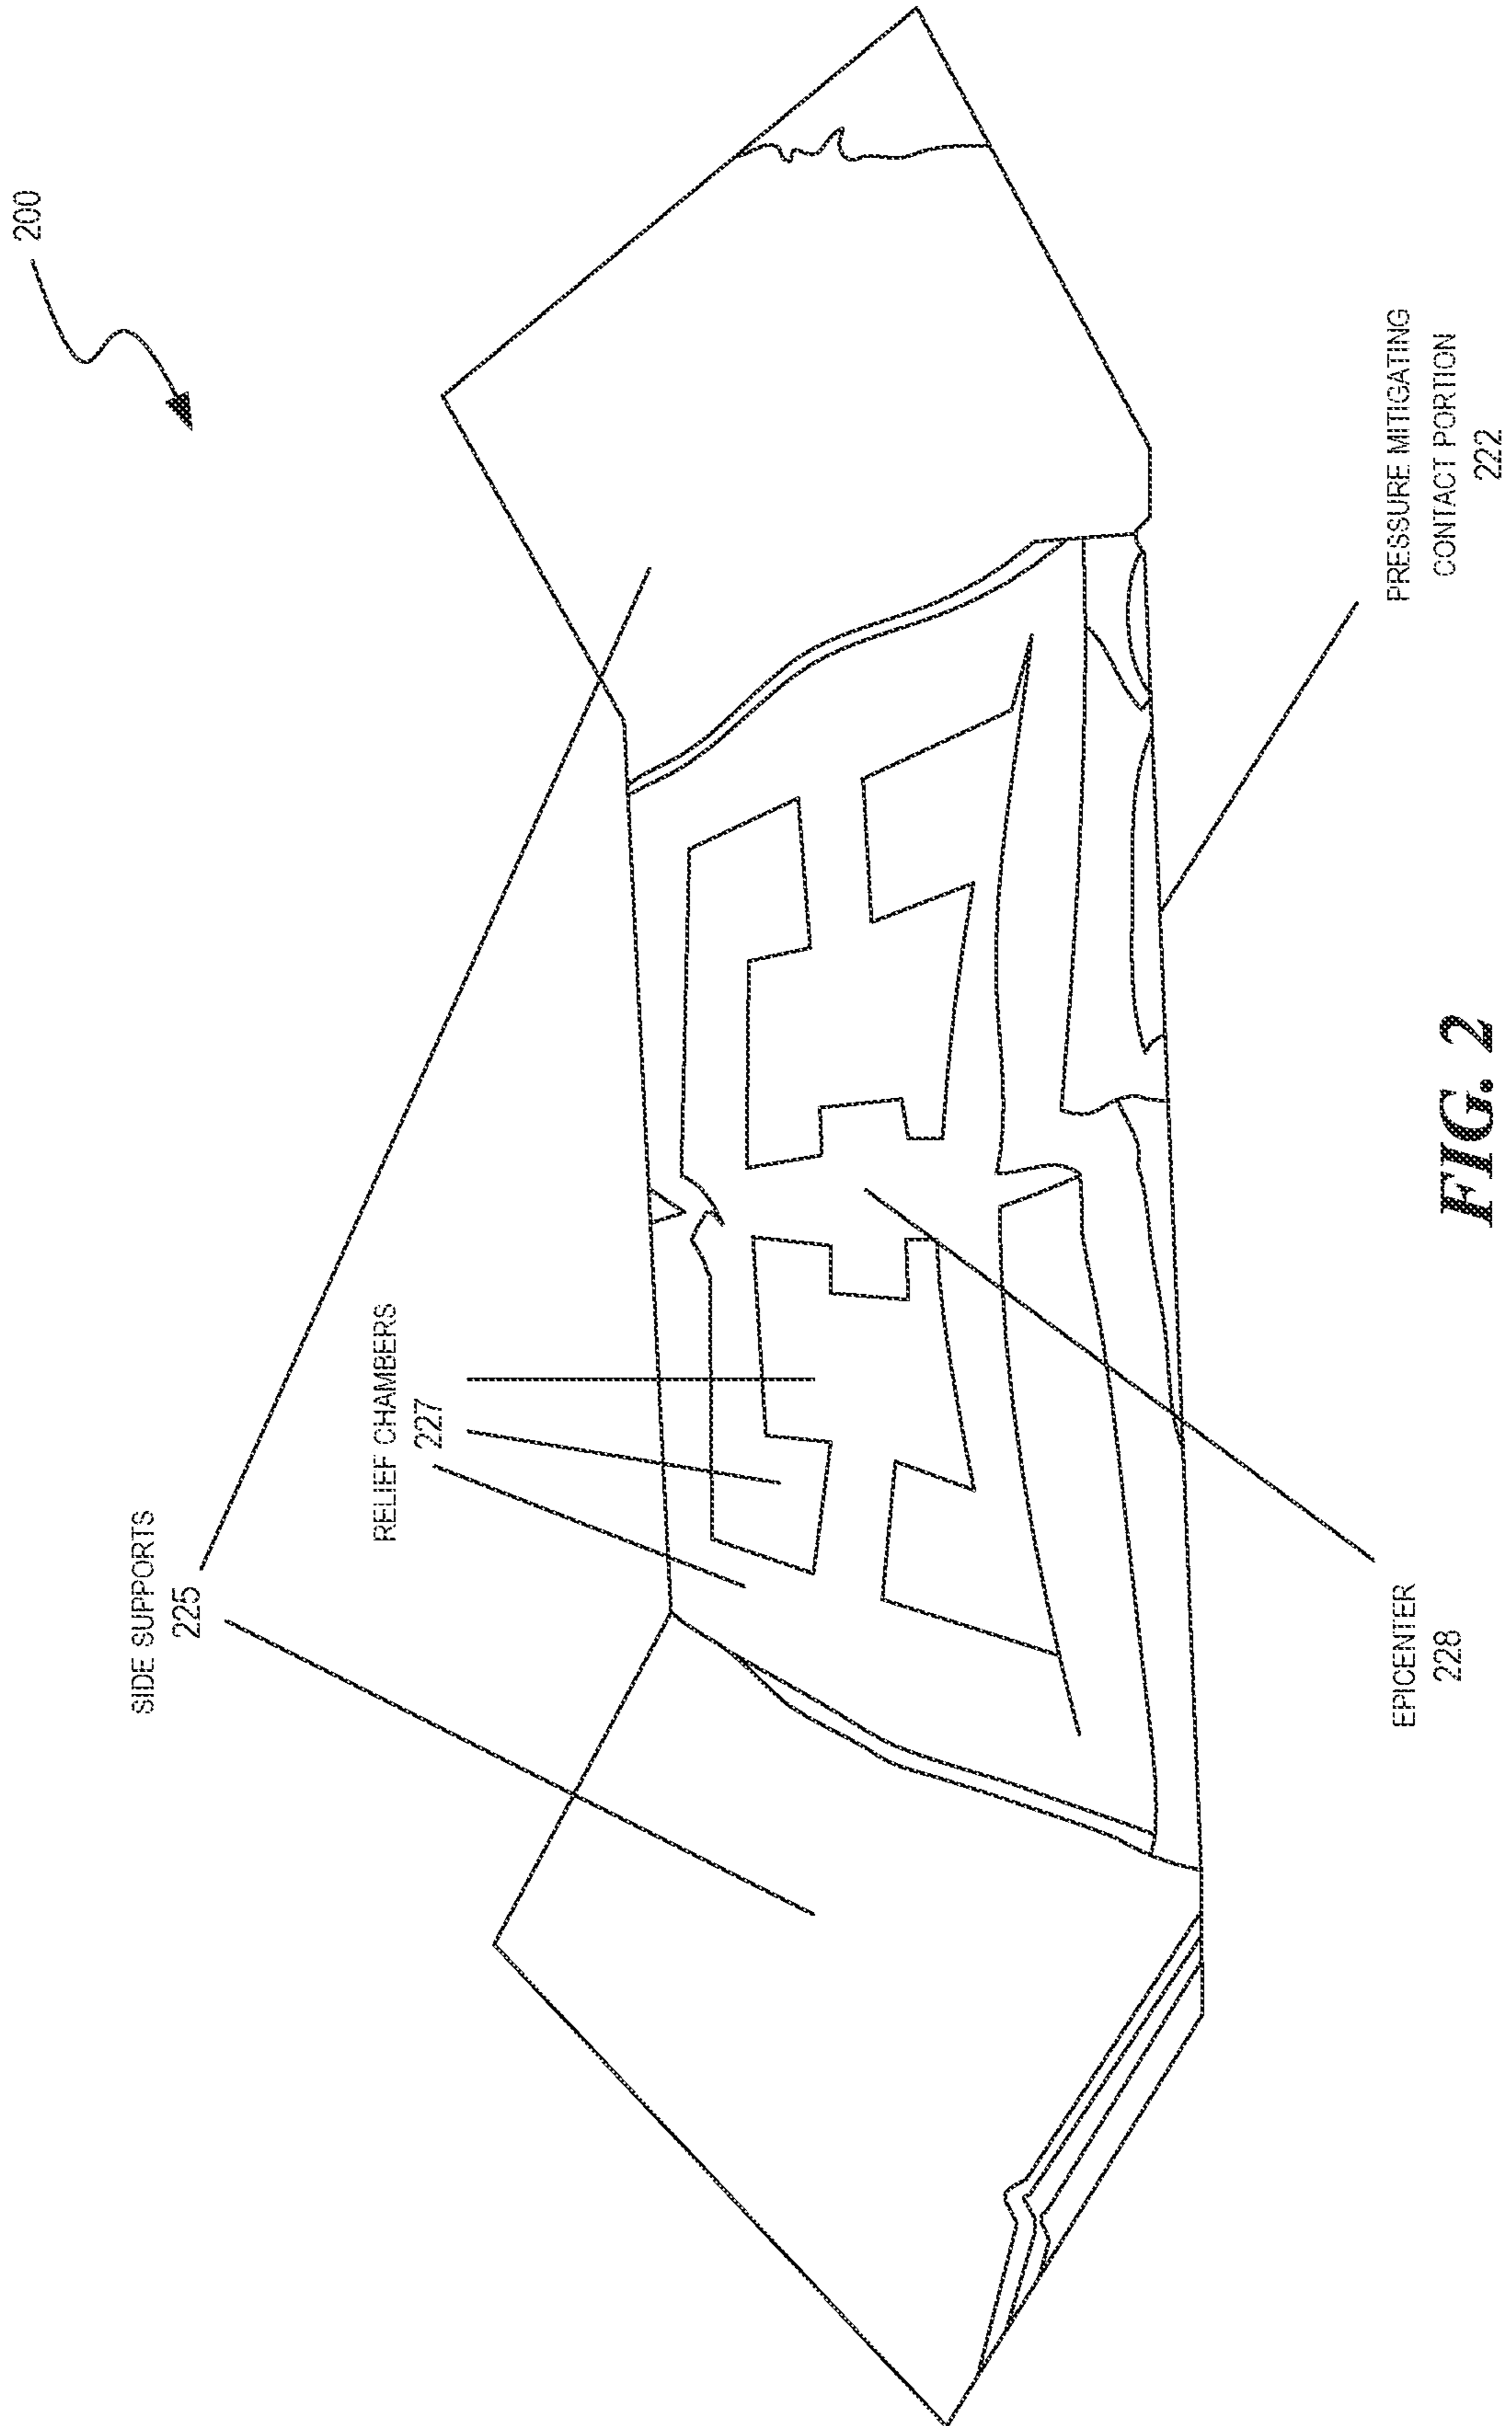 200
SIDE SUPPORTS
225
RELIEF CHAMBERS
227
EPICENTER
228
PRESSURE MITIGATING
CONTACT PORTION
222
FIG. 2